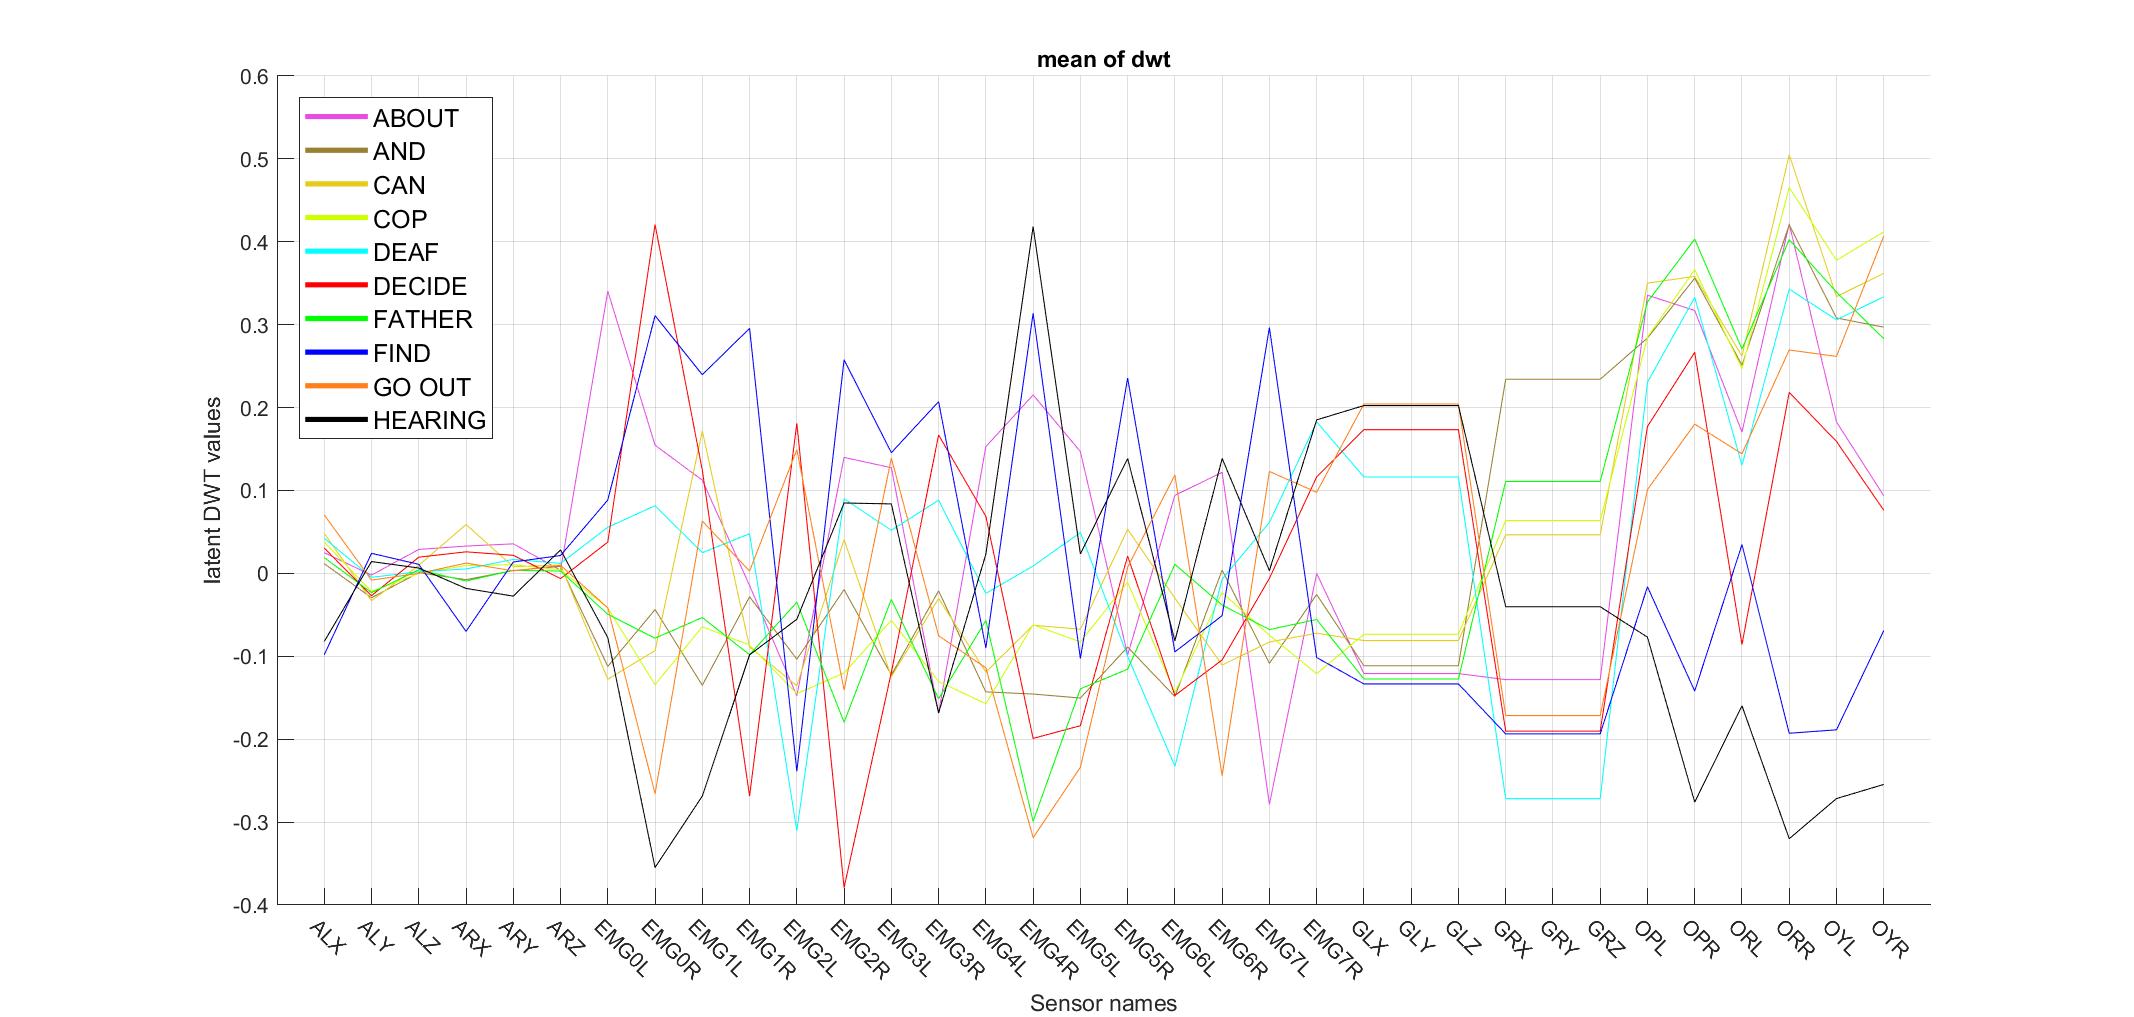 mean of dwt
0.6
0.5
0.4
0.3
0.2
0.1
0
-0.1
-0.2
-0.3
-0.4
latent DWT values
ABOUT
AND
CAN
COP
DEAF
DECIDE
FATHER
FIND
GO OUT
HEARING
ALX
ALY
ALZ
ARX
ARY
ARZ
EMG0L
EMG0R
EMG1L
EMG1R
EMG2L
EMG2R
EMG3L
EMG3R
EMG4L
EMG4R
EMG5L
EMG5R
EMG6L
EMG6R
EMG7L
EMG7R
GLX
GLY
GLZ
GRX
GRY
GRZ
OPL
OPR
ORL
ORR
OYL
OYR
Sensor names